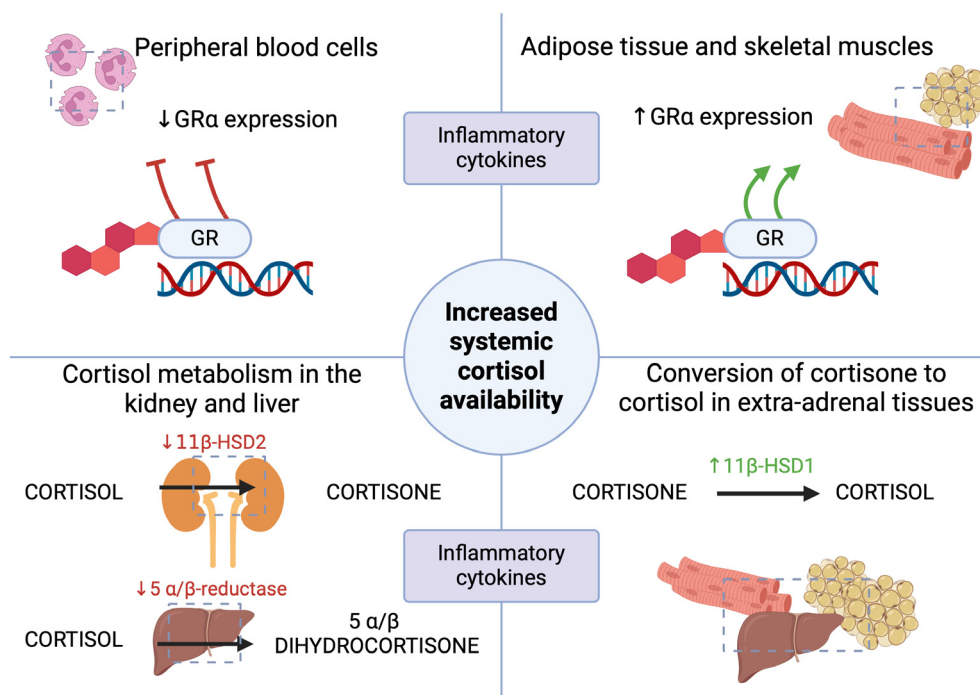 Peripheral blood cells
↓GRα expression
GR
Inflammatory
cytokines
Adipose tissue and skeletal muscles
↑GRα expression
GR
Increased
systemic
cortisol
availability
Cortisol metabolism in the
kidney and liver
↓11β-HSD2
CORTISOL
CORTISONE
↓5 α/β-reductase
CORTISOL
5 α/β
DIHYDROCORTISONE
Inflammatory
cytokines
Conversion of cortisone to
cortisol in extra-adrenal tissues
↑11β-HSD1
CORTISONE
CORTISOL